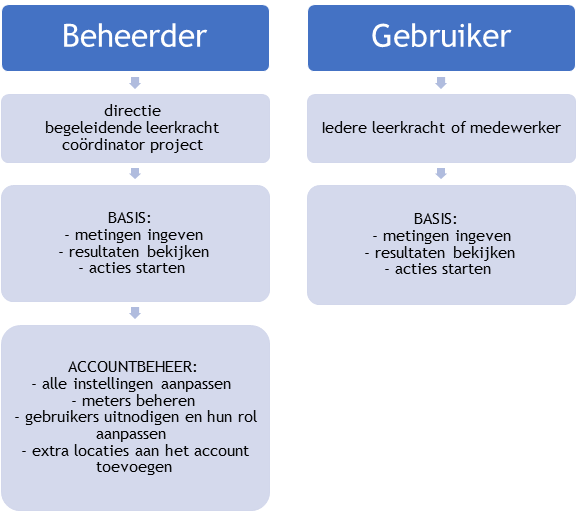 Beheerder
directie
begeleidende leerkracht
coördinator project
BASIS:
- metingen ingeven
- resultaten bekijken
- acties starten
ACCOUNTBEHEER:
- alle instellingen aanpassen
- meters beheren
- gebruikers uitnodigen en hun rol
aanpassen
- extra locaties aan het account
toevoegen
Gebruiker
Iedere leerkracht of medewerker
BASIS:
- metingen ingeven
- resultaten bekijken
- acties starten